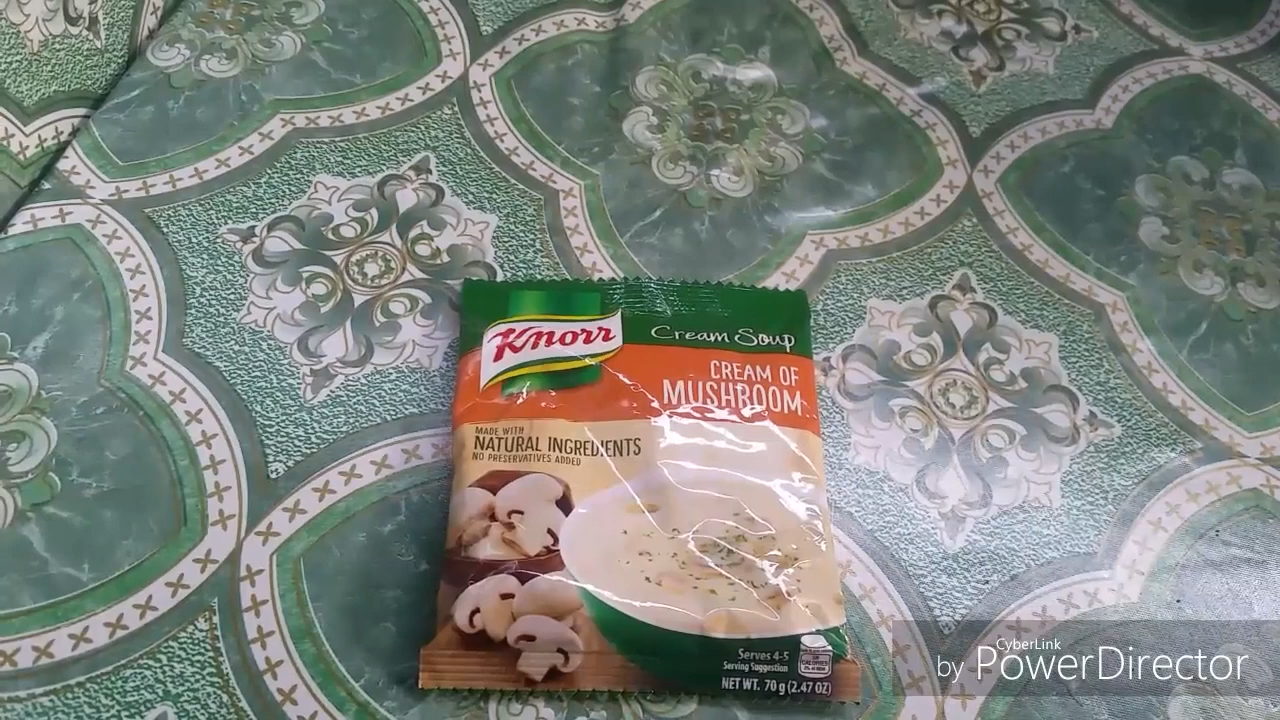 Knorr
Cream Soup
CREAM OF
MUSHROOM
MADE WITH
NATURAL INGREDIENTS
NO PRESERVATIVES ADDED
Serves 4-5
Serving Suggestion
NET WT. 70 g (2.47 OZ)
CyberLink
by PowerDirector